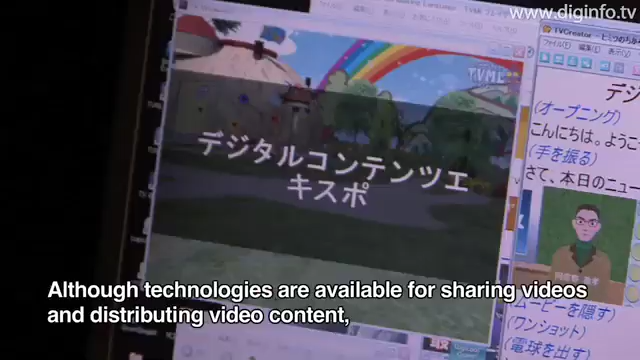 www.diginfo.tv
TVCreator
TVML
デジタルコンテンツエ
キスポ
デジ
(オープニング)
こんにちは。ようこ
(手を振る)
さて、本日のニュー
ムービーを隠す)
(ワンショット)
(電球を出す)
Although technologies are available for sharing videos
and distributing video content,